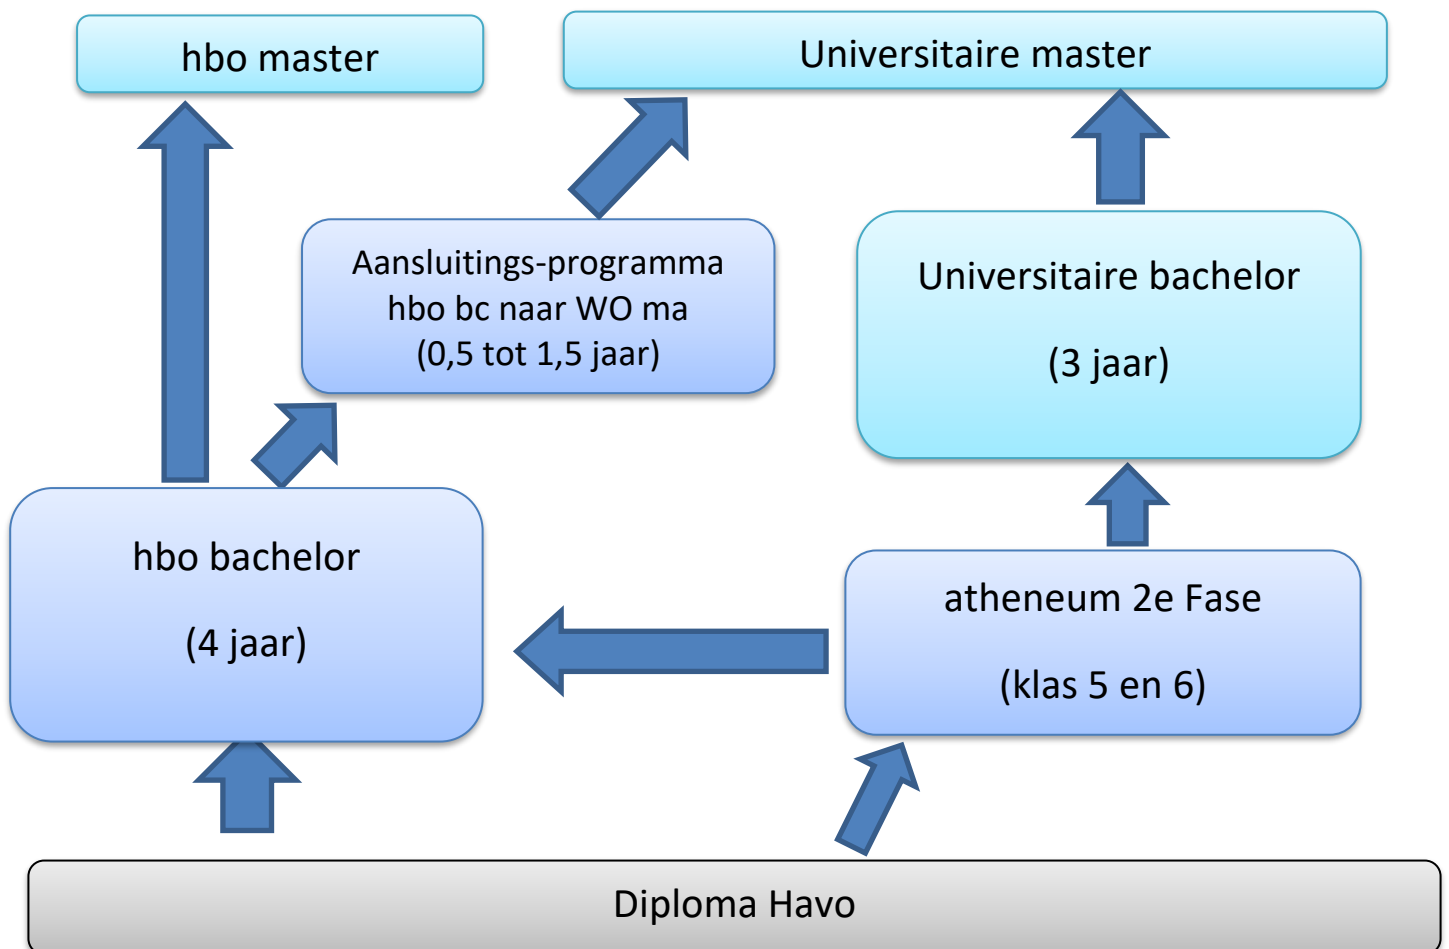 hbo master
Universitaire master
Aansluitings-programma
hbo bc naar WO ma
(0,5 tot 1,5 jaar)
Universitaire bachelor
(3 jaar)
hbo bachelor
(4 jaar)
atheneum 2e Fase
(klas 5 en 6)
Diploma Havo